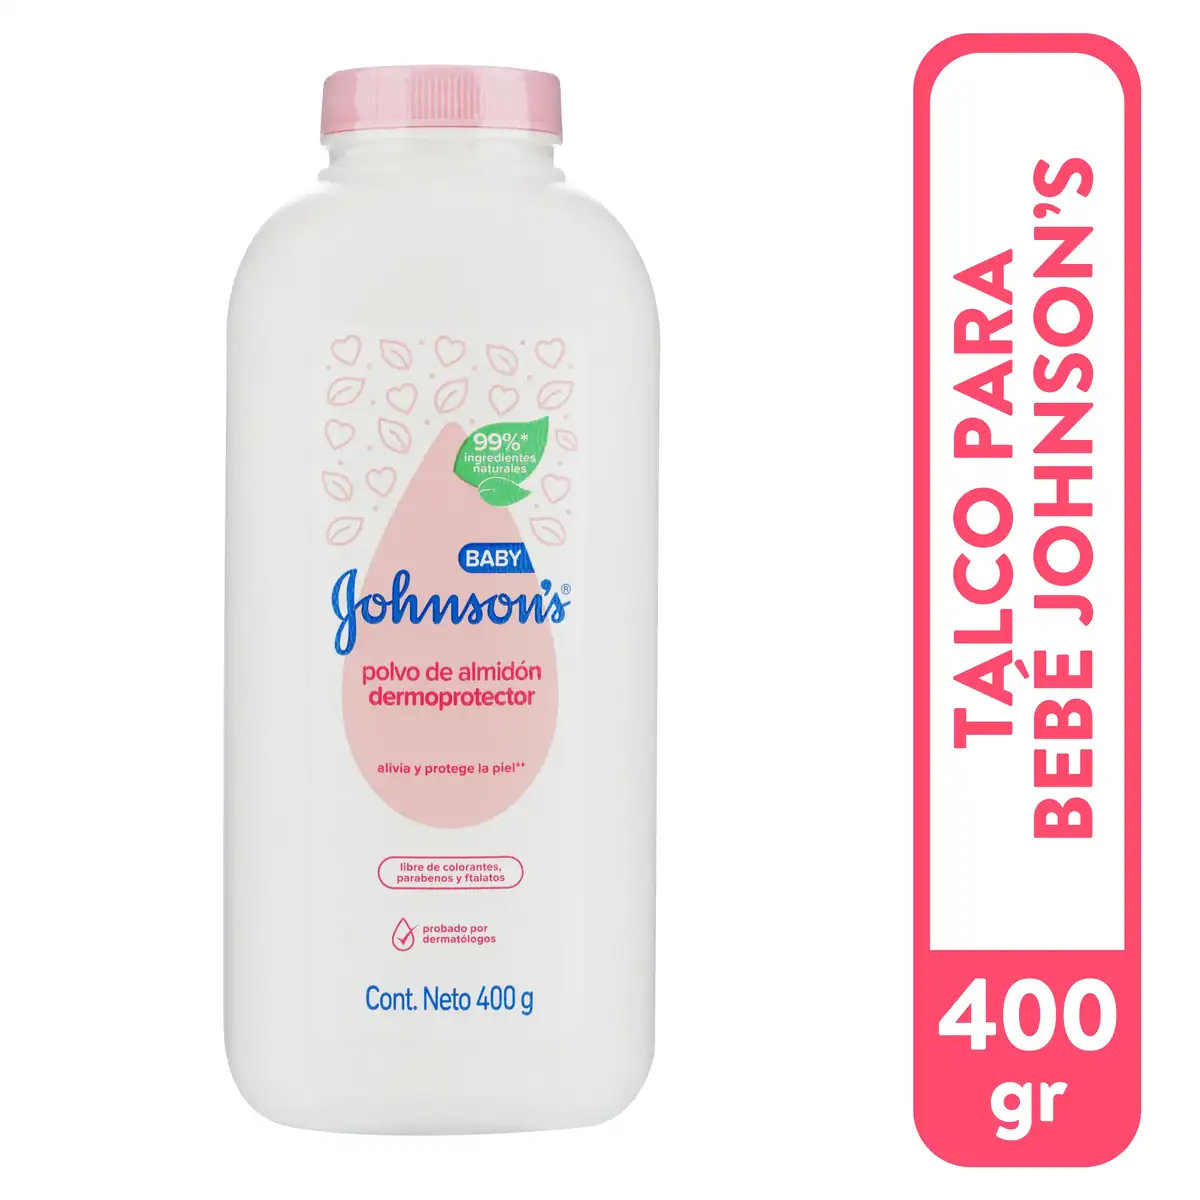 99%*
ingredientes
naturales
BABY
Johnson's®
polvo de almidón
dermoprotector
alivia y protege la piel**
libre de colorantes,
parabenos y ftalatos
probado por
dermatólogos
Cont. Neto 400 g
TALCO PARA
BEBÉ JOHNSON'S
400
gr